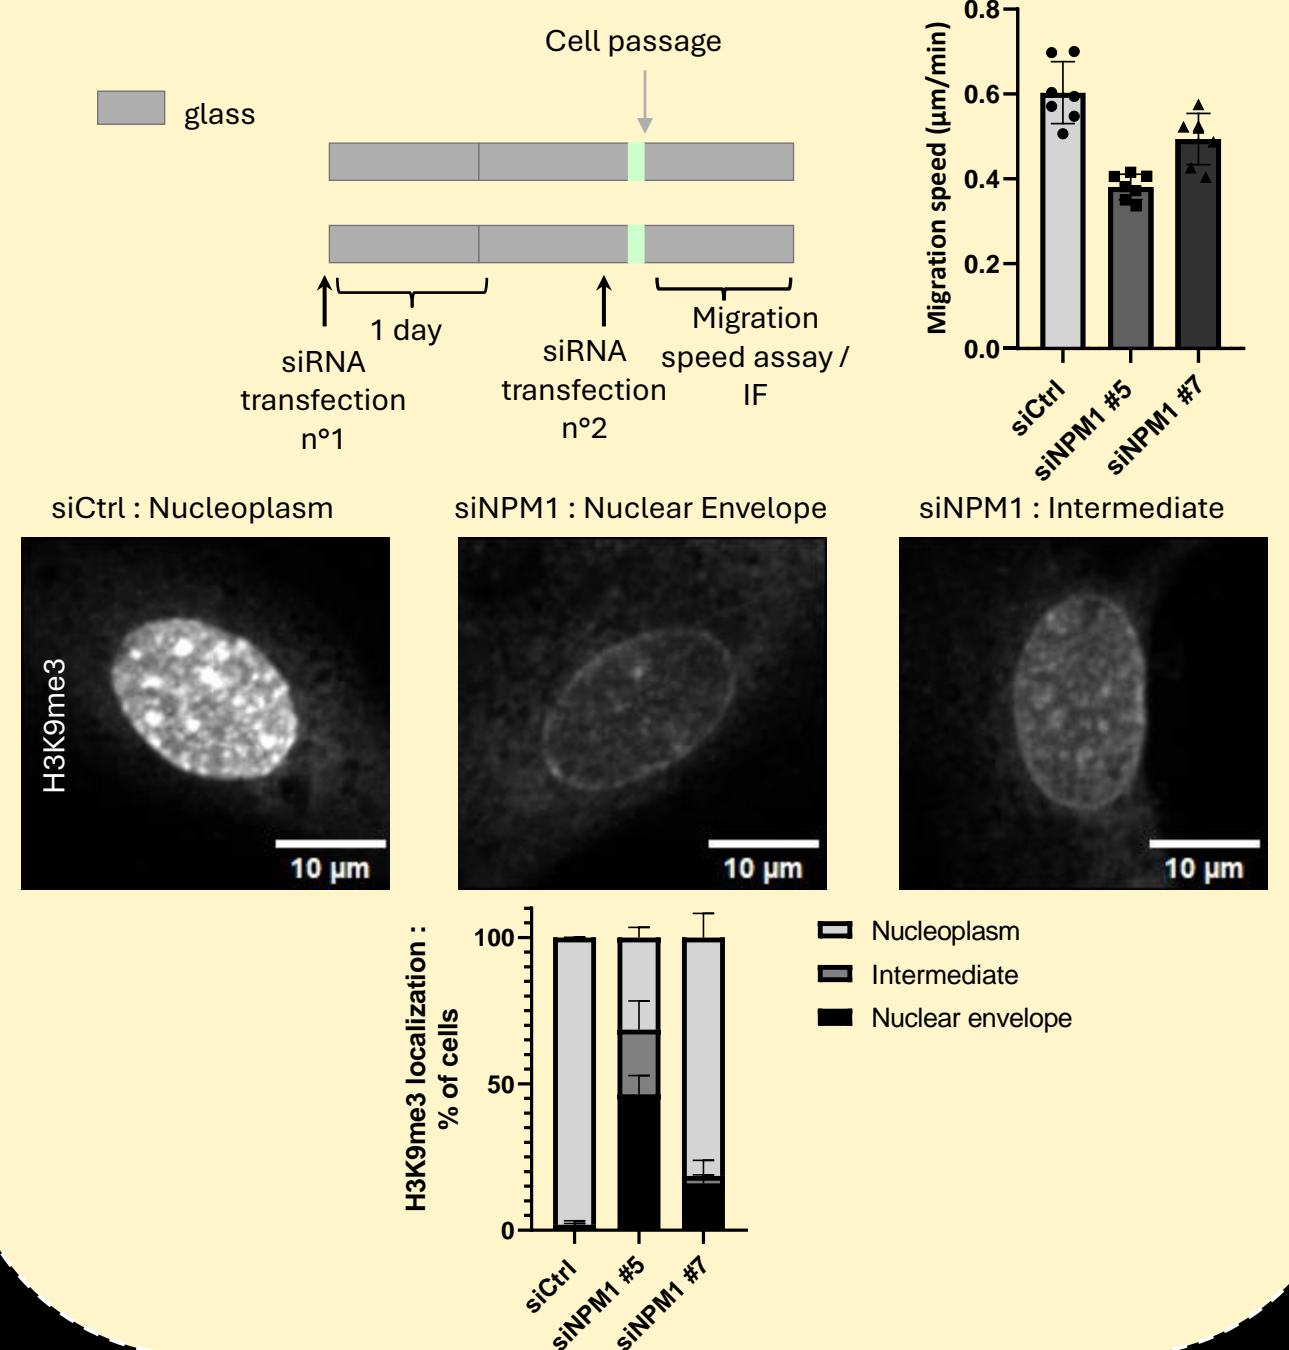 Cell passage
glass
1 day
siRNA
transfection
n°1
siRNA
transfection
n°2
Migration
speed assay /
IF
Migration speed (µm/min)
0.8
0.6
0.4
0.2
0.0
siCtrl
siNPM1 #5
siNPM1 #7
siCtrl : Nucleoplasm
siNPM1 : Nuclear Envelope
siNPM1 : Intermediate
H3K9me3
10 µm
10 µm
10 µm
H3K9me3 localization :
% of cells
100
50
0
siCtrl
siNPM1 #5
siNPM1 #7
Nucleoplasm
Intermediate
Nuclear envelope